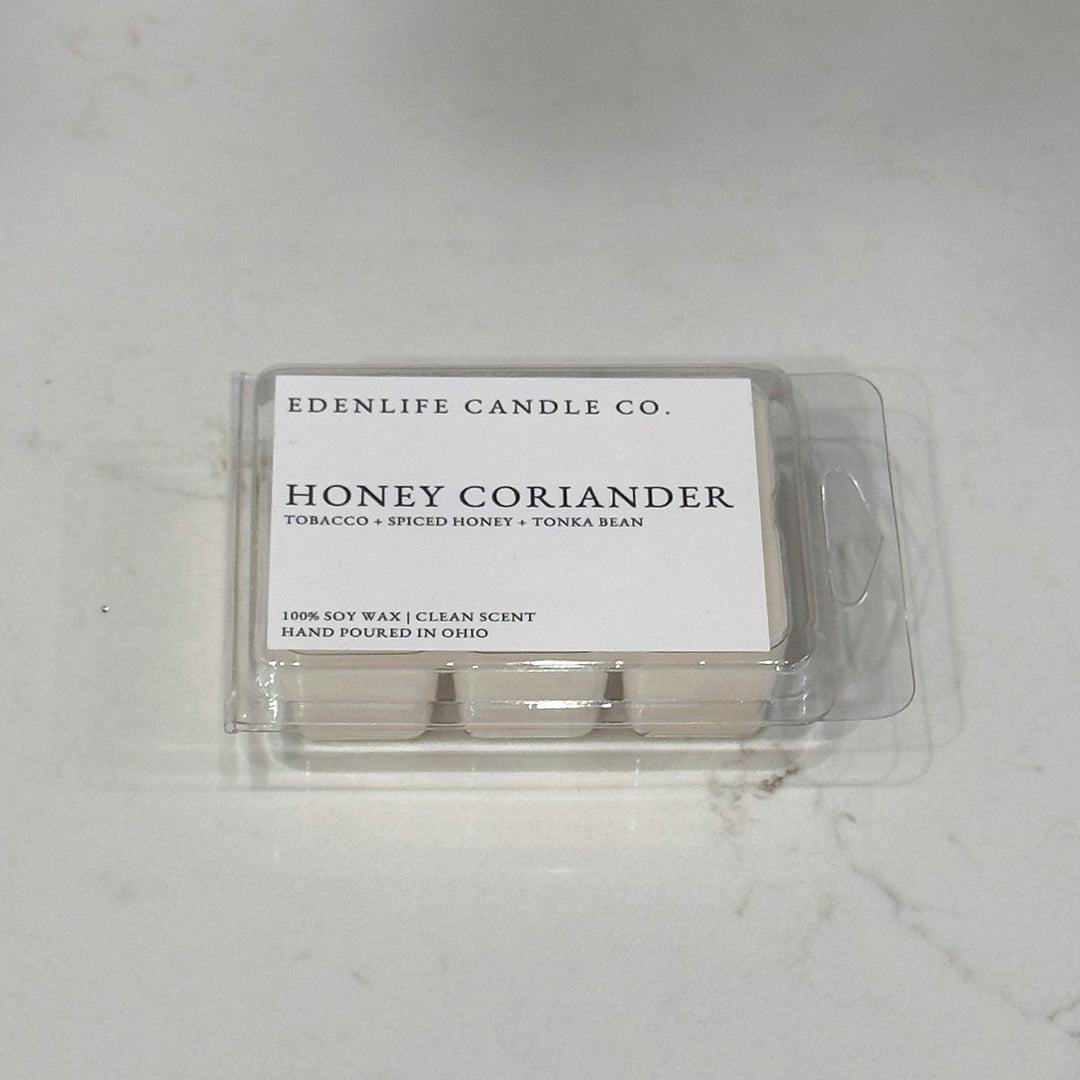 EDENLIFE CANDLE CO.
HONEY CORIANDER
TOBACCO + SPICED HONEY + TONKA BEAN
100% SOY WAX | CLEAN SCENT
HAND POURED IN OHIO